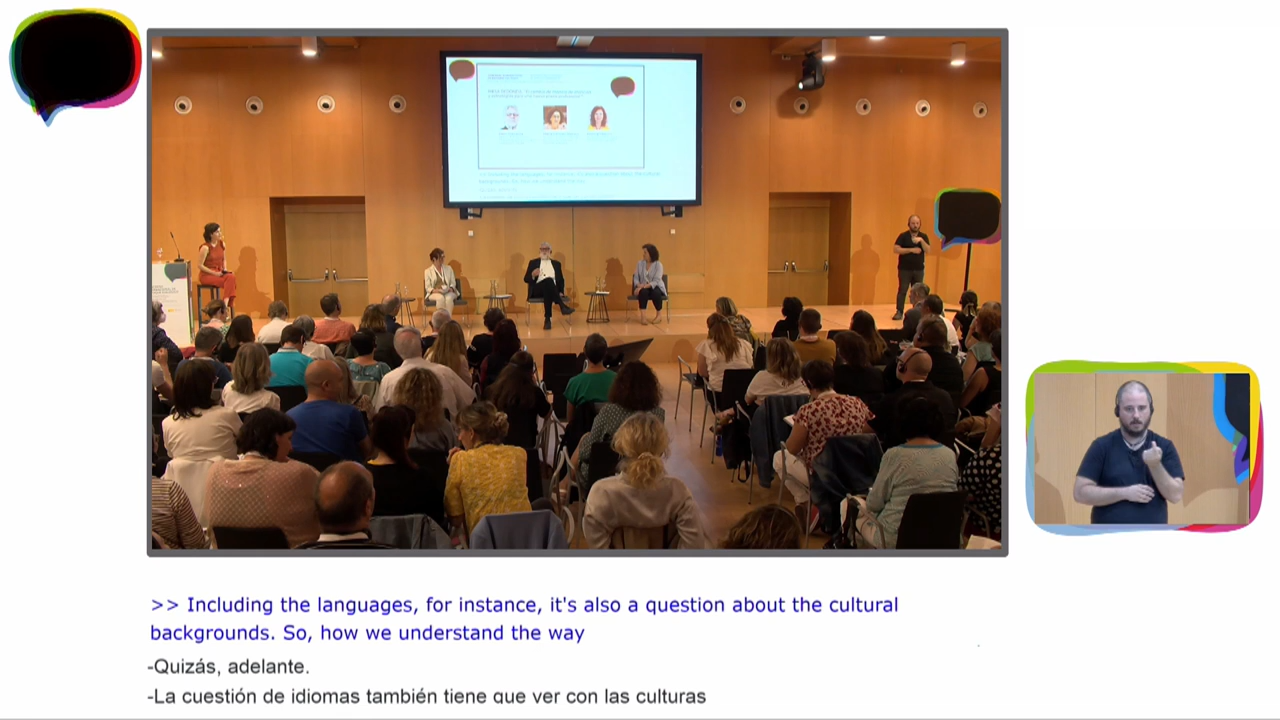 >> Including the languages, for instance, it's also a question about the cultural
backgrounds. So, how we understand the way
-Quizás, adelante.
-La cuestión de idiomas también tiene que ver con las culturas